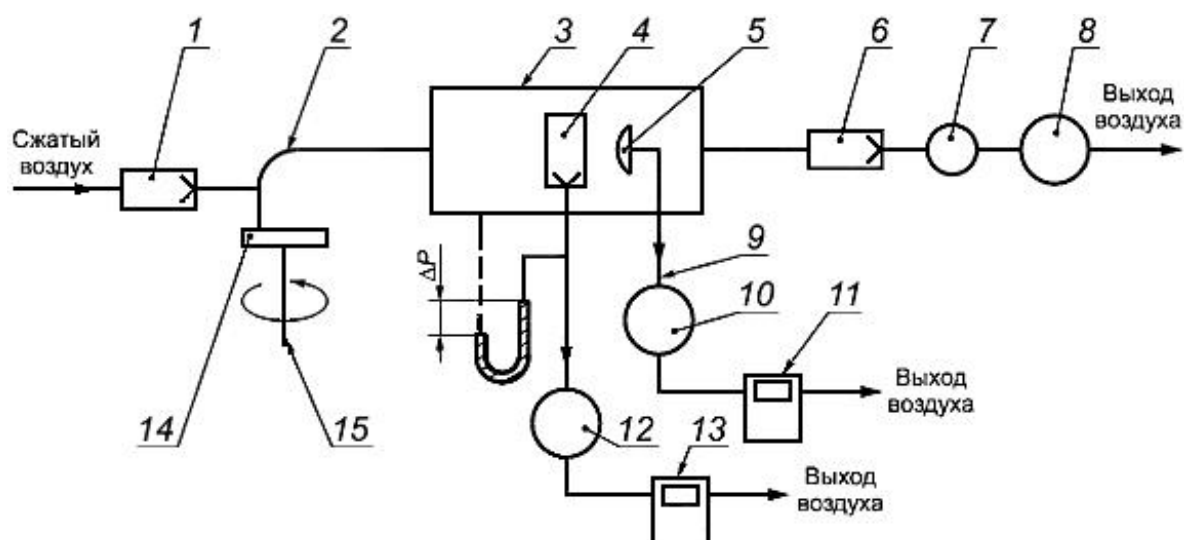 1
2
3
4
5
6
7
8
Сжатый
воздух
Выход
воздуха
ΔP
9
10
11
Выход
воздуха
14
15
12
13
Выход
воздуха